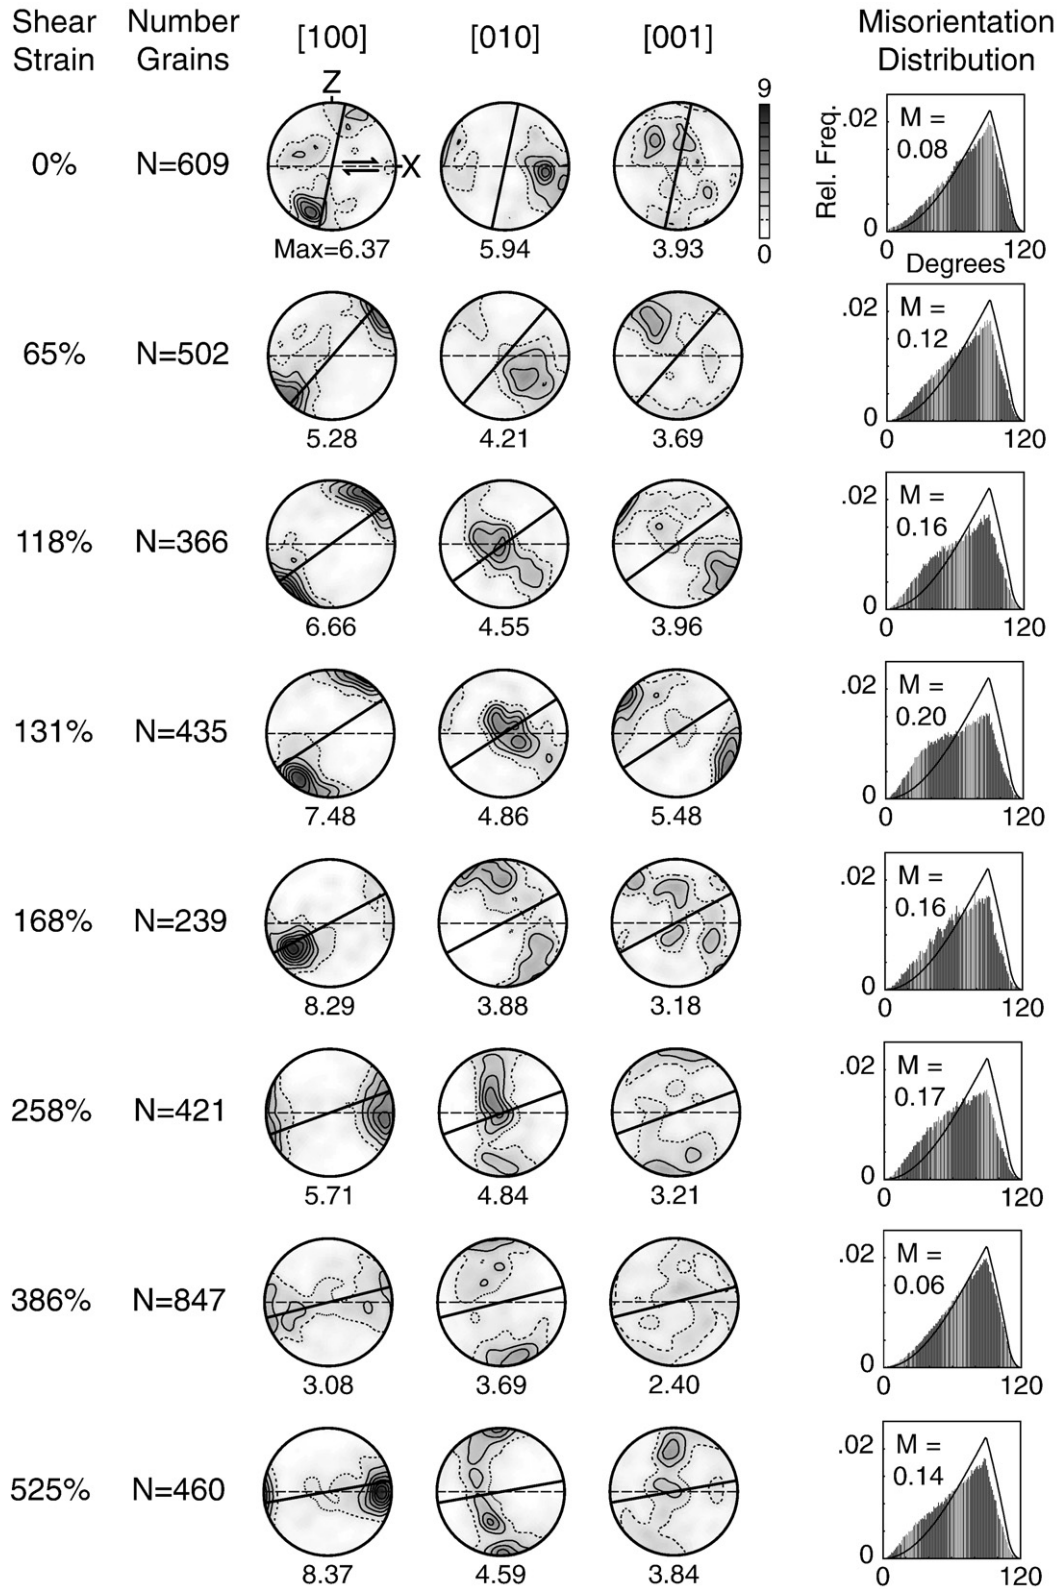 Shear Strain
Number Grains
[100]
[010]
[001]
Misorientation Distribution
Z
X
9
0
Rel. Freq.
.02
0
M = 0.08
0
120
Degrees
0%
N=609
Max=6.37
5.94
3.93
65%
N=502
5.28
4.21
3.69
.02
0
M = 0.12
0
120
118%
N=366
6.66
4.55
3.96
.02
0
M = 0.16
0
120
131%
N=435
7.48
4.86
5.48
.02
0
M = 0.20
0
120
168%
N=239
8.29
3.88
3.18
.02
0
M = 0.16
0
120
258%
N=421
5.71
4.84
3.21
.02
0
M = 0.17
0
120
386%
N=847
3.08
3.69
2.40
.02
0
M = 0.06
0
120
525%
N=460
8.37
4.59
3.84
.02
0
M = 0.14
0
120